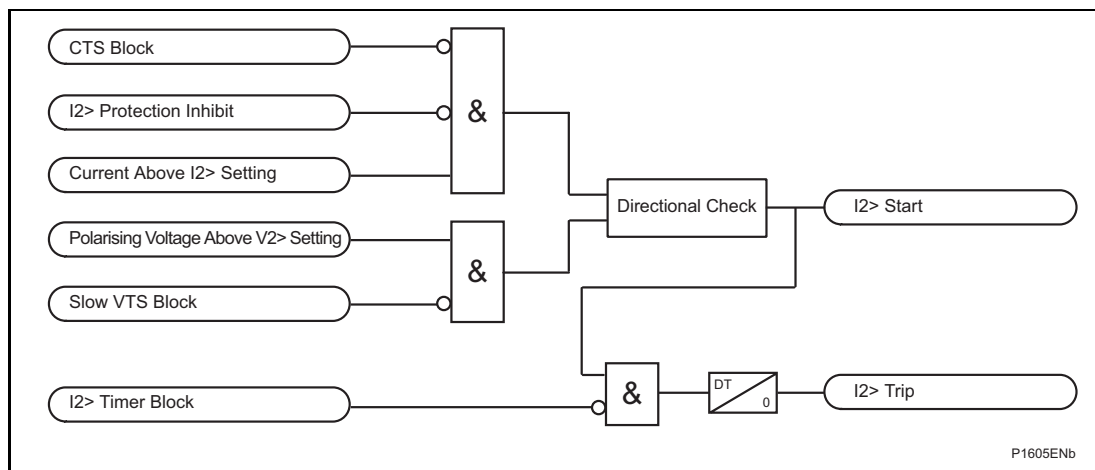 CTS Block
I2> Protection Inhibit
&
Current Above I2> Setting
Directional Check
I2> Start
Polarising Voltage Above V2> Setting
&
Slow VTS Block
I2> Timer Block
&
DT
0
I2> Trip
P1605ENb